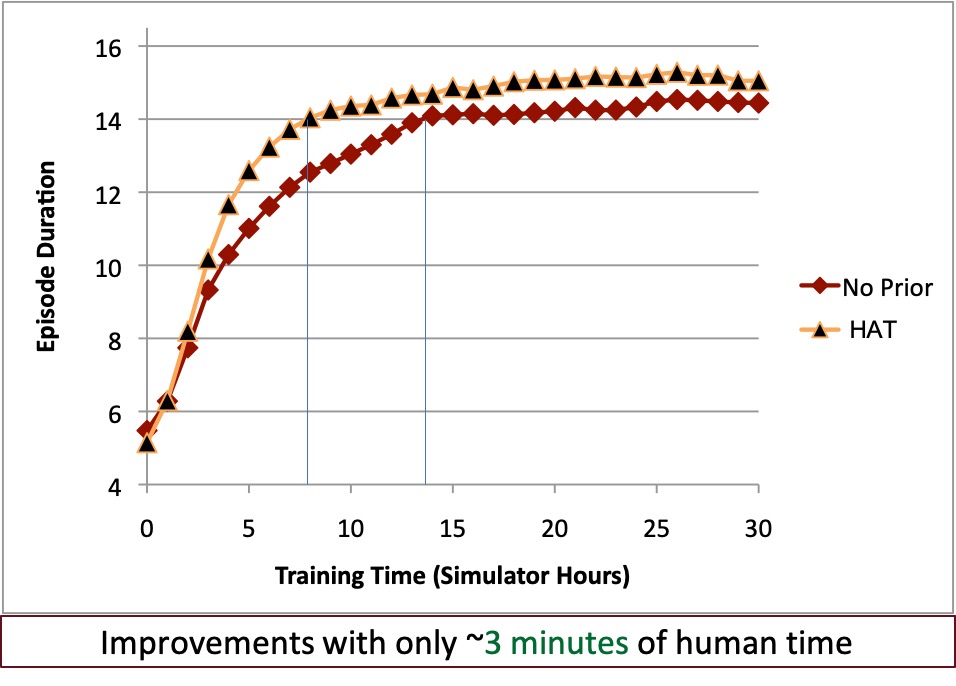 16
14
12
10
8
6
4
Episode Duration
0 5 10 15 20 25 30
Training Time (Simulator Hours)
No Prior
HAT
Improvements with only ~3 minutes of human time